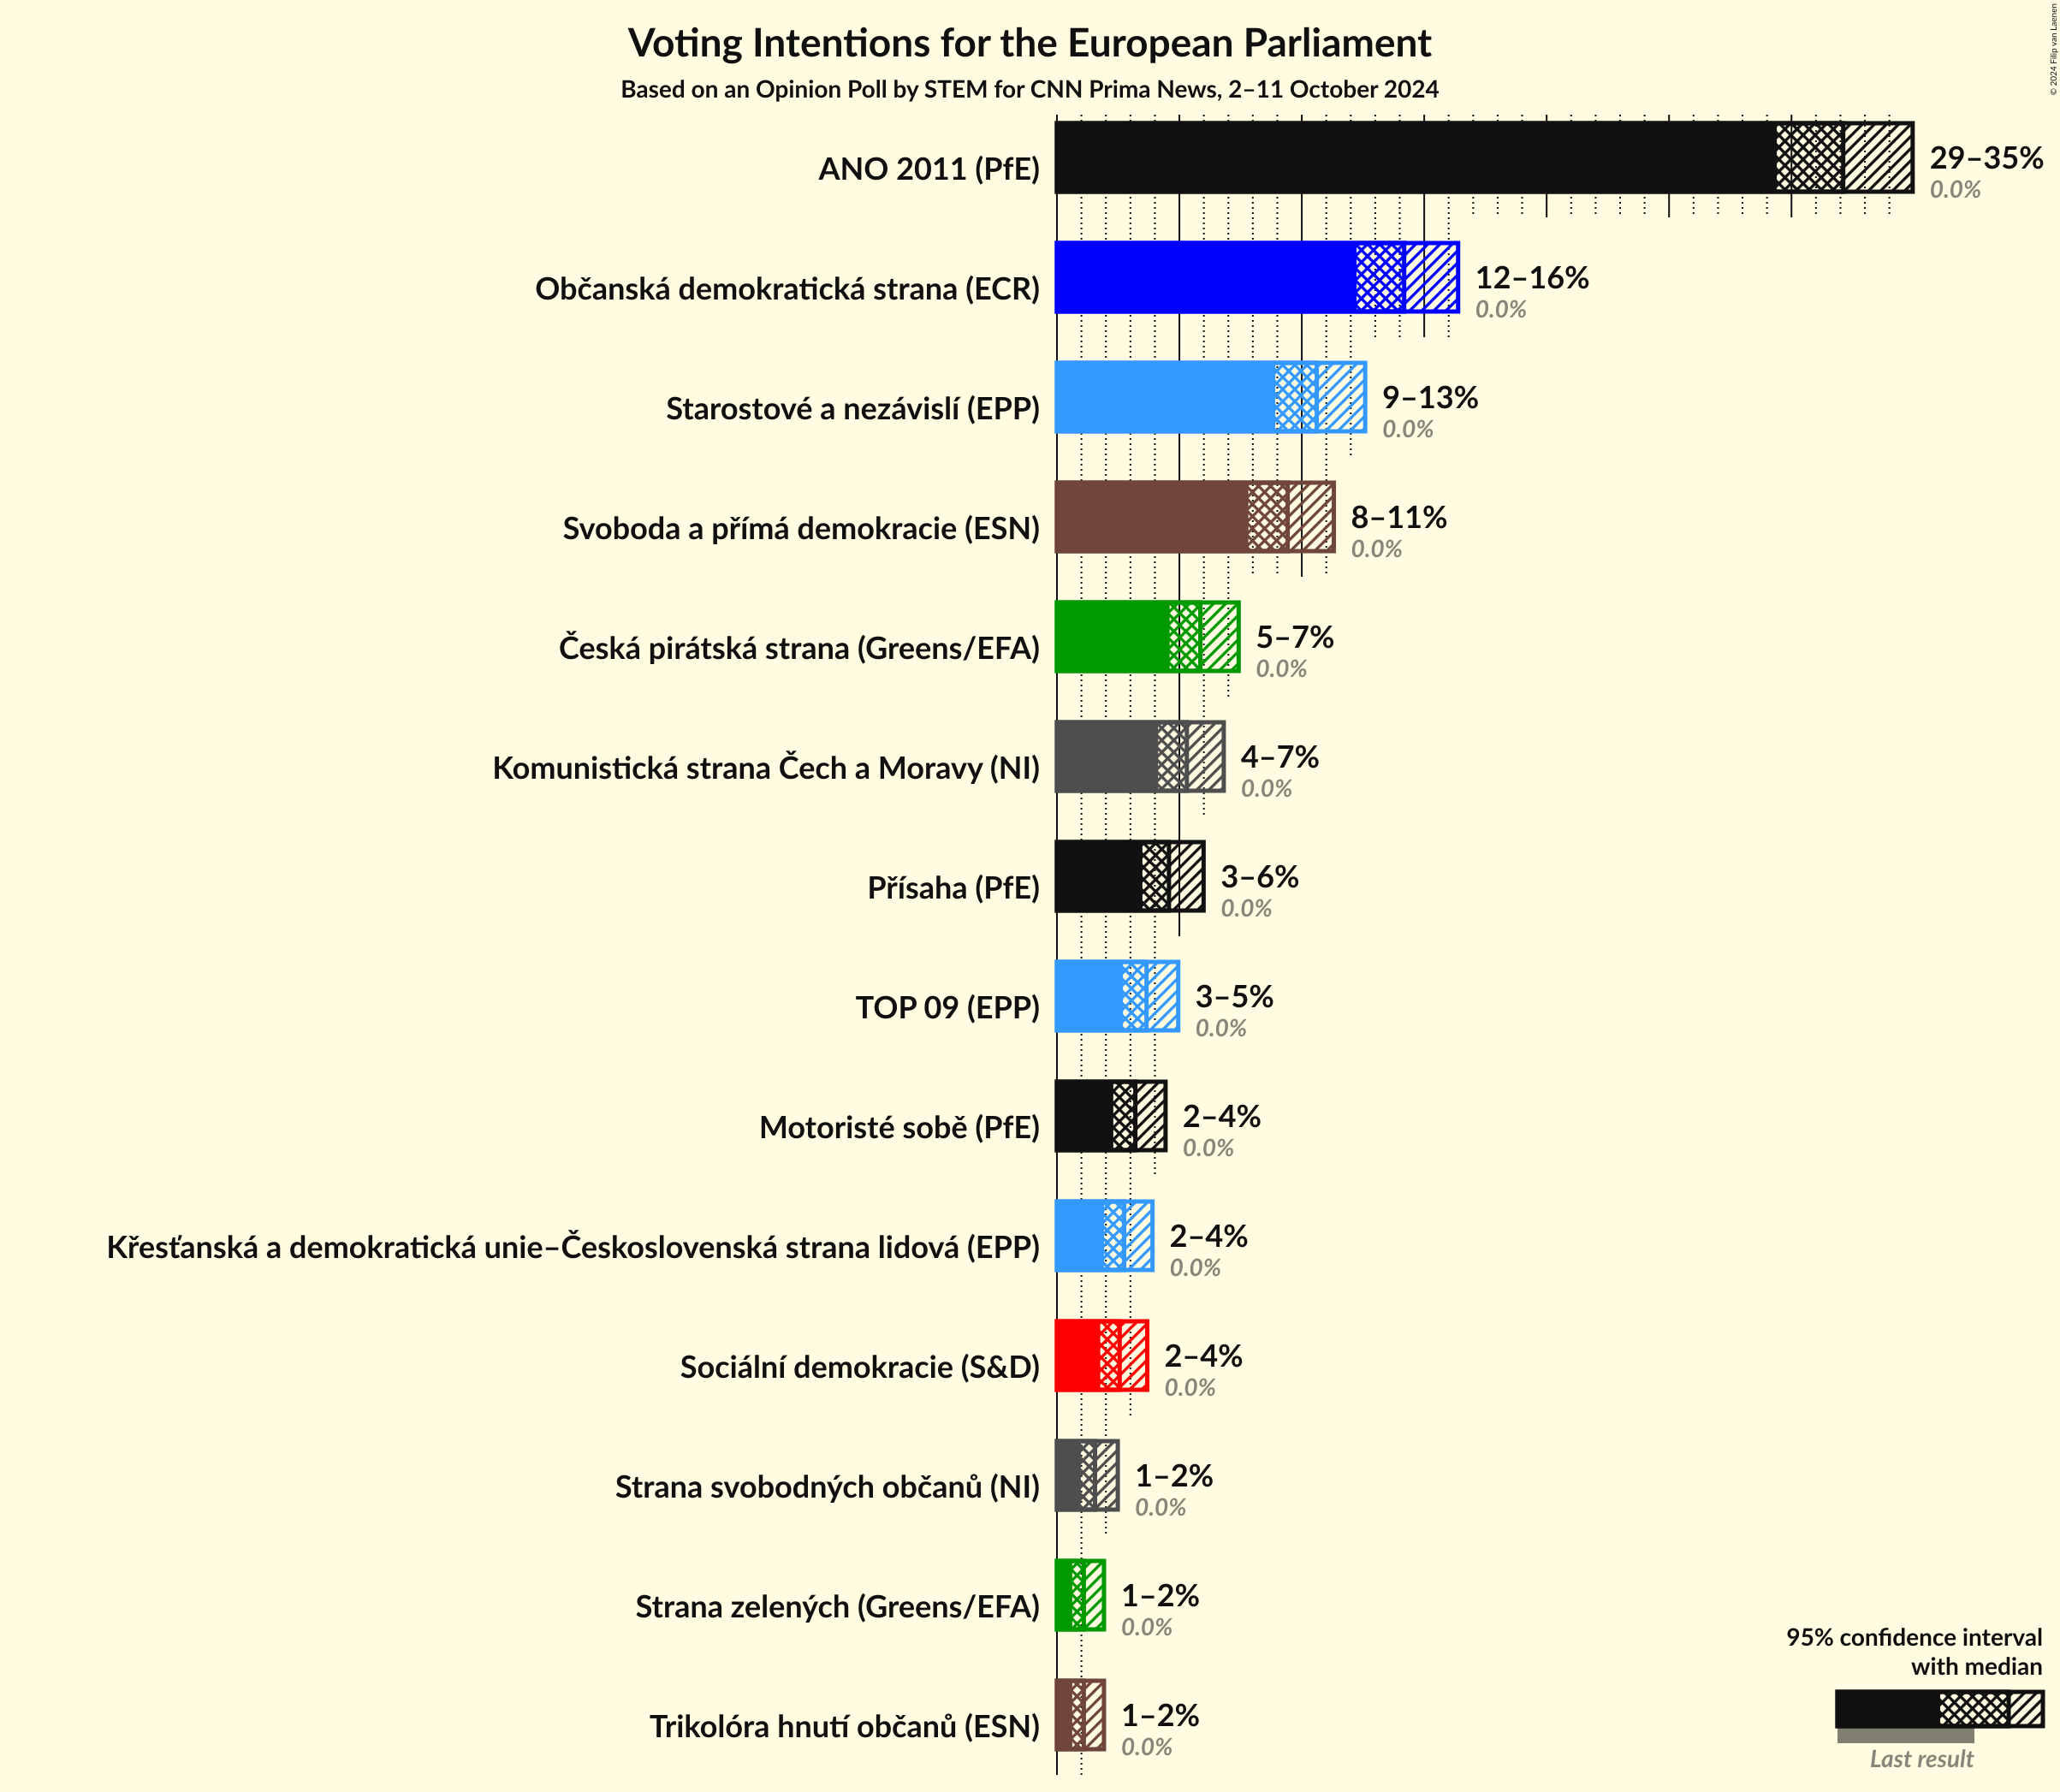 Voting Intentions for the European Parliament
Based on an Opinion Poll by STEM for CNN Prima News, 2–11 October 2024
© 2024 Filip van Laenen
ANO 2011 (PfE)
29–35%
0.0%
Občanská demokratická strana (ECR)
12–16%
0.0%
Starostové a nezávislí (EPP)
9–13%
0.0%
Svoboda a přímá demokracie (ESN)
8–11%
0.0%
Česká pirátská strana (Greens/EFA)
5–7%
0.0%
Komunistická strana Čech a Moravy (NI)
4–7%
0.0%
Přísaha (PfE)
3–6%
0.0%
TOP 09 (EPP)
3–5%
0.0%
Motoristé sobě (PfE)
2–4%
0.0%
Křesťanská a demokratická unie–Československá strana lidová (EPP)
2–4%
0.0%
Sociální demokracie (S&D)
2–4%
0.0%
Strana svobodných občanů (NI)
1–2%
0.0%
Strana zelených (Greens/EFA)
1–2%
0.0%
Trikolóra hnutí občanů (ESN)
1–2%
0.0%
95% confidence interval
with median
Last result